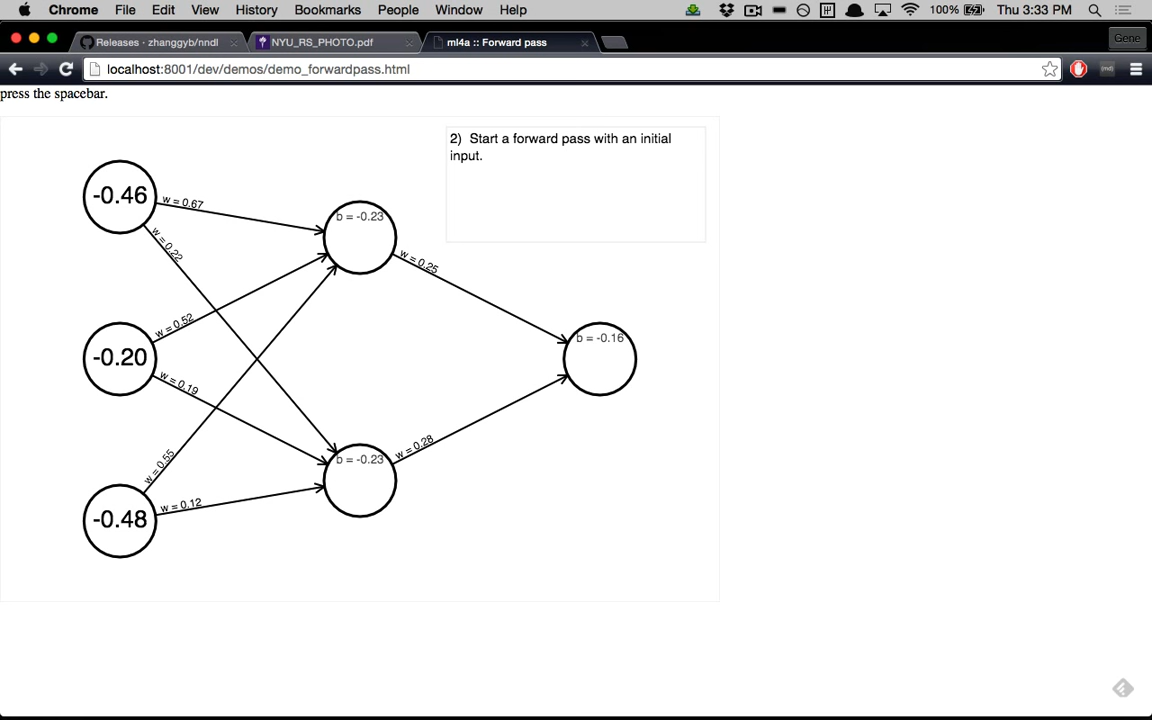 Chrome File Edit View History Bookmarks People Window Help 100% Thu 3:33 PM
Releases · zhanggyb/nndl NYU_RS_PHOTO.pdf ml4a :: Forward pass Gene
localhost:8001/dev/demos/demo_forwardpass.html
press the spacebar.
2) Start a forward pass with an initial
input.
-0.46
w = 0.67
w = 0.22
b = -0.23
w = 0.25
-0.20
w = 0.52
w = 0.19
b = -0.16
-0.48
w = 0.55
w = 0.12
b = -0.23
w = 0.28